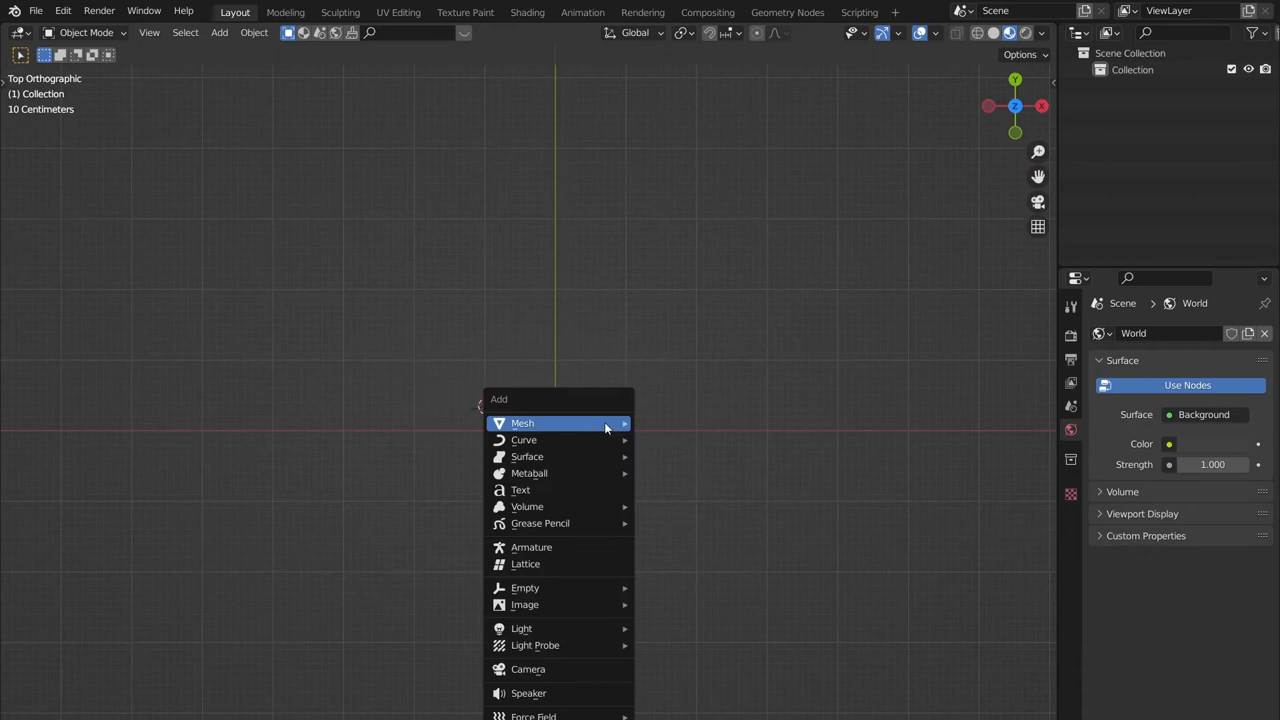 File Edit Render Window Help Layout Modeling Sculpting UV Editing Texture Paint Shading Animation Rendering Compositing Geometry Nodes Scripting + Scene ViewLayer
Object Mode View Select Add Object Global
Options
Scene Collection
Collection
Top Orthographic
(1) Collection
10 Centimeters
Y
Z
X
Add
Mesh
Curve
Surface
Metaball
Text
Volume
Grease Pencil
Armature
Lattice
Empty
Image
Light
Light Probe
Camera
Speaker
Force Field
Scene World
World
Surface
Use Nodes
Surface Background
Color
Strength 1.000
Volume
Viewport Display
Custom Properties